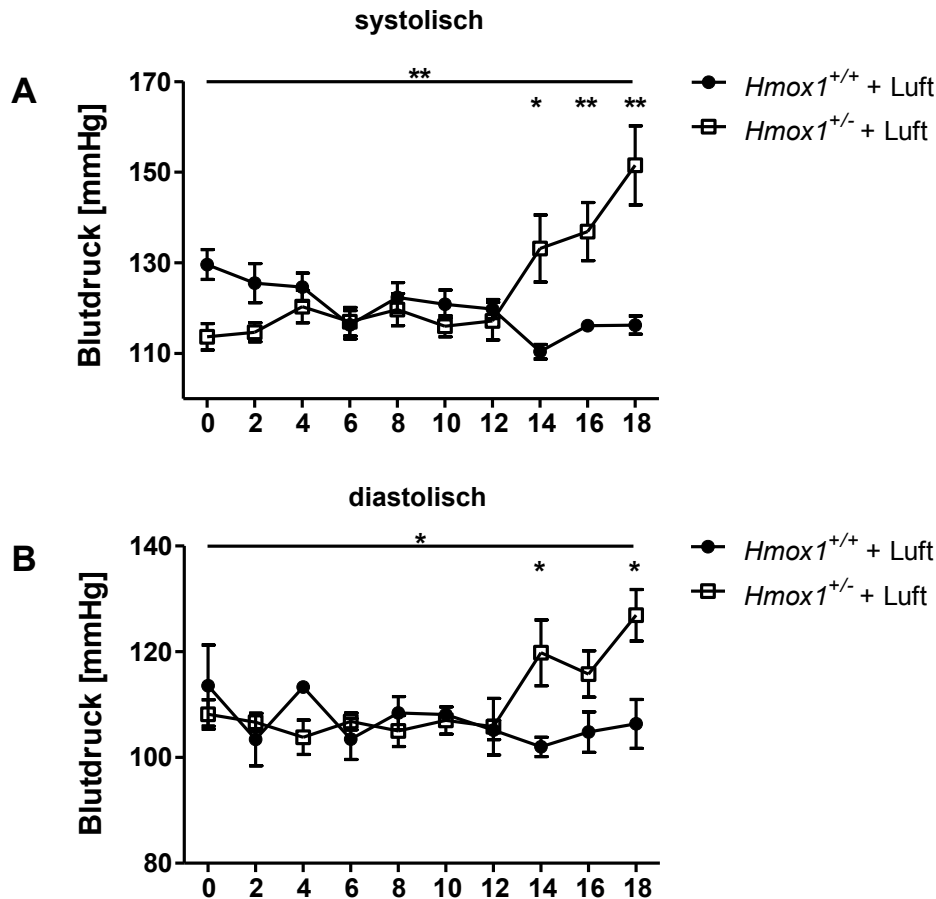 systolisch
A
**
* ** **
170
150
130
110
Blutdruck [mmHg]
0 2 4 6 8 10 12 14 16 18
Hmox1+/+ + Luft
Hmox1+/- + Luft
diastolisch
B
*
* *
140
120
100
80
Blutdruck [mmHg]
0 2 4 6 8 10 12 14 16 18
Hmox1+/+ + Luft
Hmox1+/- + Luft